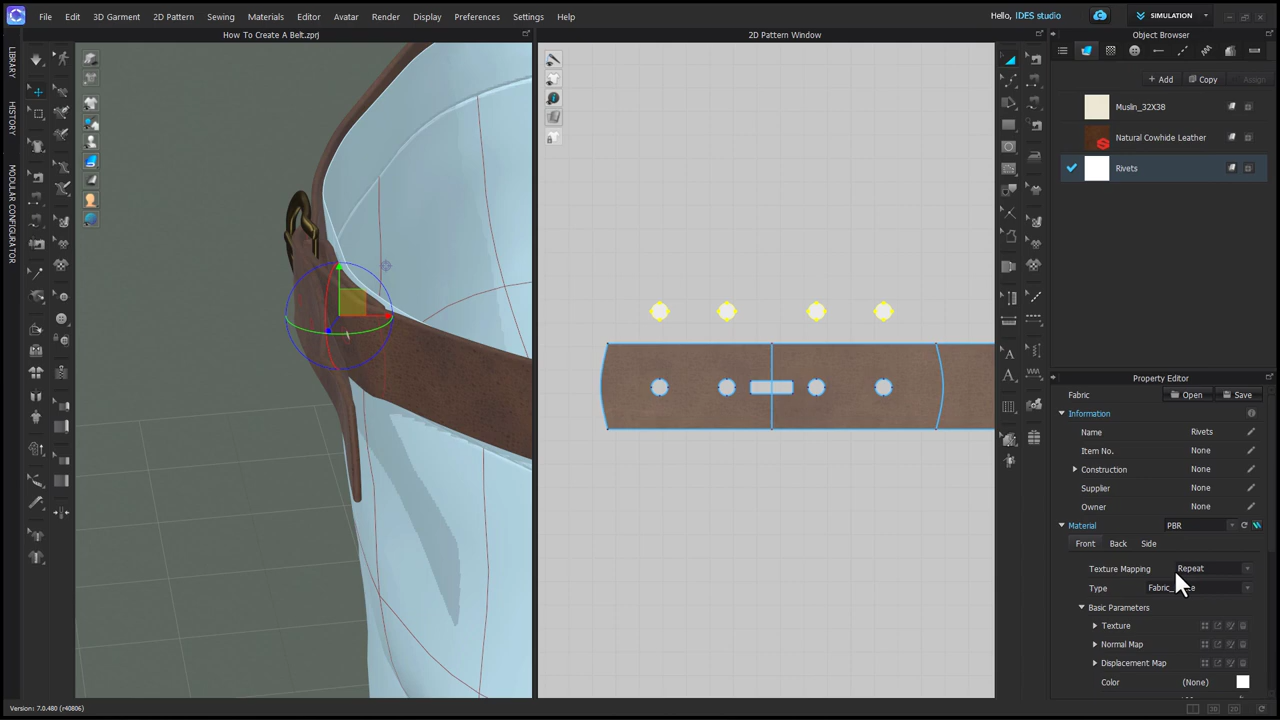 File Edit 3D Garment 2D Pattern Sewing Materials Editor Avatar Render Display Preferences Settings Help
Hello, IDES studio
SIMULATION
How To Create A Belt.zprj
2D Pattern Window
Object Browser
LIBRARY
HISTORY
MODULAR CONFIGURATOR
+ Add
Copy
Assign
Muslin_32X38
Natural Cowhide Leather
Rivets
Property Editor
Fabric
Open
Save
Information
Name Rivets
Item No. None
Construction None
Supplier None
Owner None
Material PBR
Front Back Side
Texture Mapping Repeat
Type
Basic Parameters
Texture
Normal Map
Displacement Map
Color (None)
Version: 7.0.480 (r40806)
3D
2D